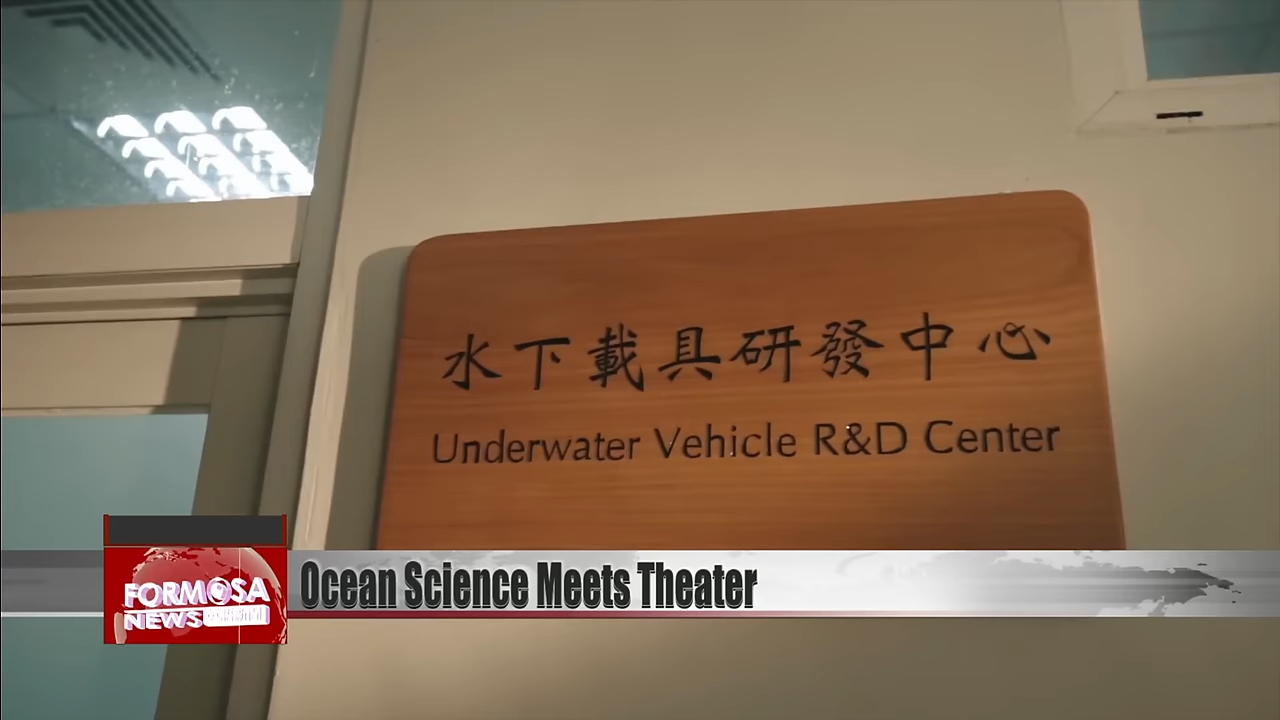 水下載具研發中心
Underwater Vehicle R&D Center
FORMOSA
NEWS
Ocean Science Meets Theater